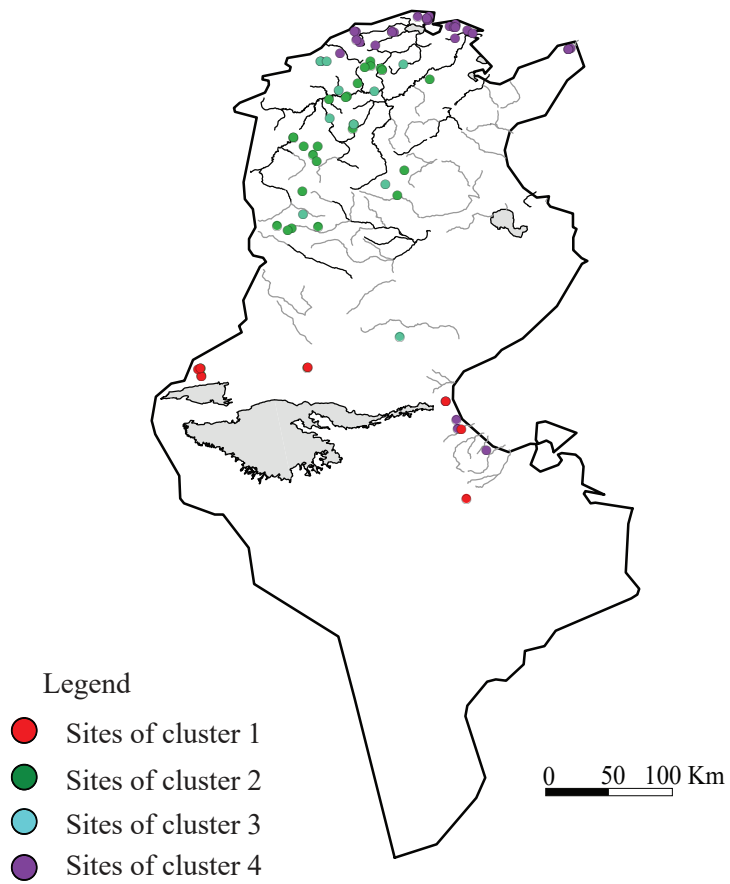 Legend
Sites of cluster 1
Sites of cluster 2
Sites of cluster 3
Sites of cluster 4
0 50 100 Km